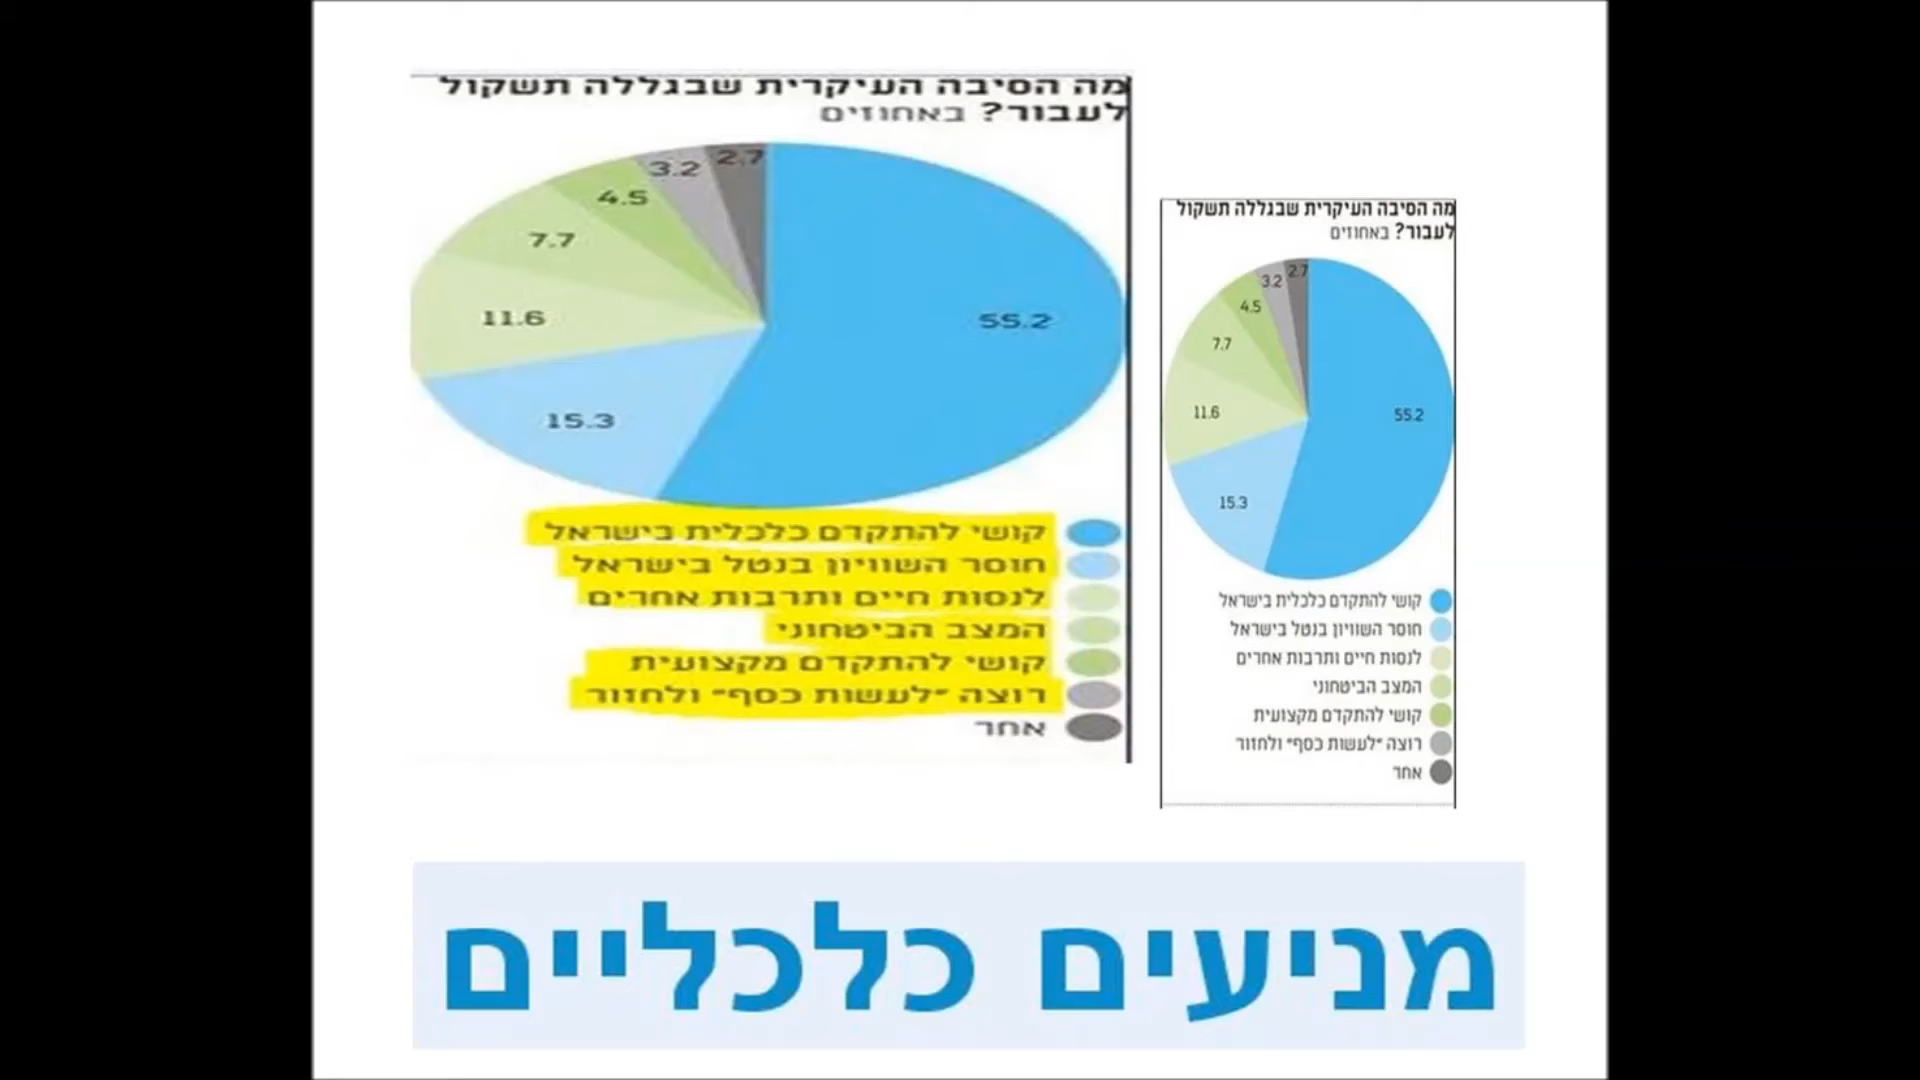 מה הסיבה העיקרית שבגללה תשקול
לעבור? באחוזים
2.7
3.2
4.5
7.7
11.6
55.2
15.3
קושי להתקדם כלכלית בישראל
חוסר השוויון בנטל בישראל
לנסות חיים ותרבות אחרים
המצב הביטחוני
קושי להתקדם מקצועית
רוצה "לעשות כסף" ולחזור
אחר
מה הסיבה העיקרית שבגללה תשקול
לעבור? באחוזים
2.7
3.2
4.5
7.7
11.6
55.2
15.3
קושי להתקדם כלכלית בישראל
חוסר השוויון בנטל בישראל
לנסות חיים ותרבות אחרים
המצב הביטחוני
קושי להתקדם מקצועית
רוצה "לעשות כסף" ולחזור
אחר
מניעים כלכליים